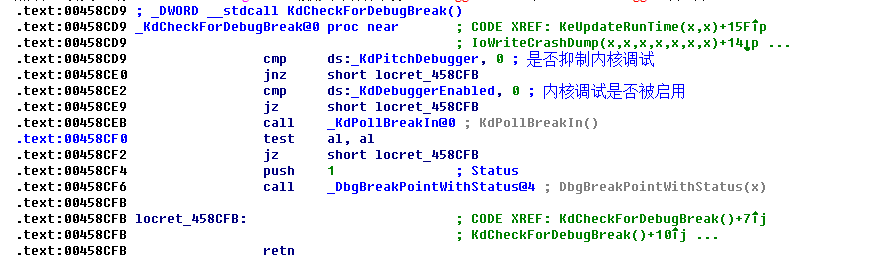 .text:00458CD9 ; _DWORD __stdcall KdCheckForDebugBreak()
.text:00458CD9 _KdCheckForDebugBreak@0 proc near ; CODE XREF: KeUpdateRunTime(x,x)+15F↑p
.text:00458CD9 ; IoWriteCrashDump(x,x,x,x,x,x)+14↓p ...
.text:00458CD9 cmp ds:_KdPitchDebugger, 0 ; 是否抑制内核调试
.text:00458CE0 jnz short locret_458CFB
.text:00458CE2 cmp ds:_KdDebuggerEnabled, 0 ; 内核调试是否被启用
.text:00458CE9 jz short locret_458CFB
.text:00458CEB call _KdPollBreakIn@0 ; KdPollBreakIn()
.text:00458CF0 test al, al
.text:00458CF2 jz short locret_458CFB
.text:00458CF4 push 1 ; Status
.text:00458CF6 call _DbgBreakPointWithStatus@4 ; DbgBreakPointWithStatus(x)
.text:00458CFB
.text:00458CFB locret_458CFB: ; CODE XREF: KdCheckForDebugBreak()+7↑j
.text:00458CFB ; KdCheckForDebugBreak()+10↑j ...
.text:00458CFB retn